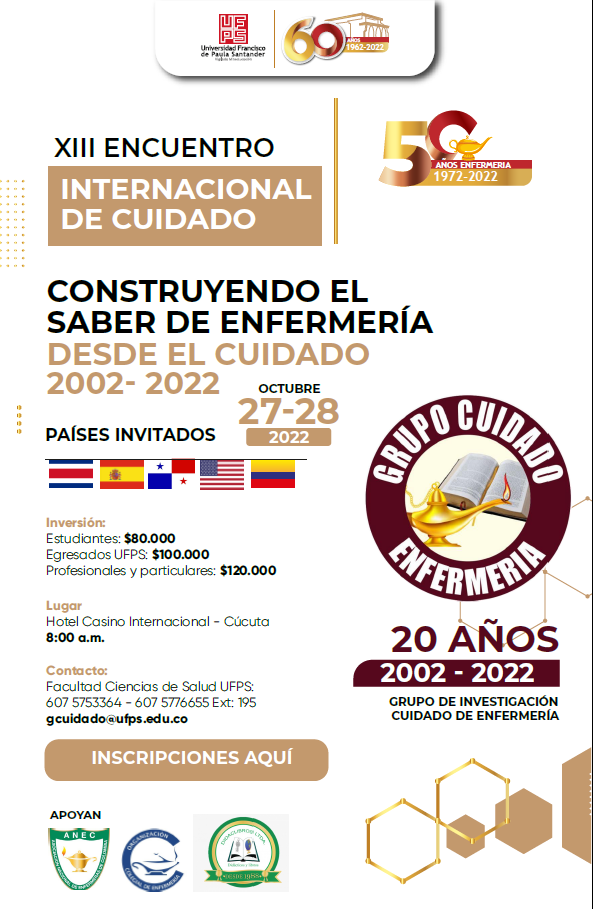 UFPS
Universidad Francisco
de Paula Santander
60
AÑOS
1962-2022
XIII ENCUENTRO
INTERNACIONAL
DE CUIDADO
50
AÑOS ENFERMERIA
1972-2022
CONSTRUYENDO EL
SABER DE ENFERMERÍA
DESDE EL CUIDADO
2002- 2022
OCTUBRE
27-28
2022
PAÍSES INVITADOS
GRUPO CUIDADO
ENFERMERIA
Inversión:
Estudiantes: $80.000
Egresados UFPS: $100.000
Profesionales y particulares: $120.000
Lugar
Hotel Casino Internacional - Cúcuta
8:00 a.m.
20 AÑOS
2002 - 2022
GRUPO DE INVESTIGACIÓN
CUIDADO DE ENFERMERÍA
Contacto:
Facultad Ciencias de Salud UFPS:
607 5753364 - 607 5776655 Ext: 195
gcuidado@ufps.edu.co
INSCRIPCIONES AQUÍ
APOYAN
ANEC
ORGANIZACIÓN
COLEGIAL DE ENFERMERÍA